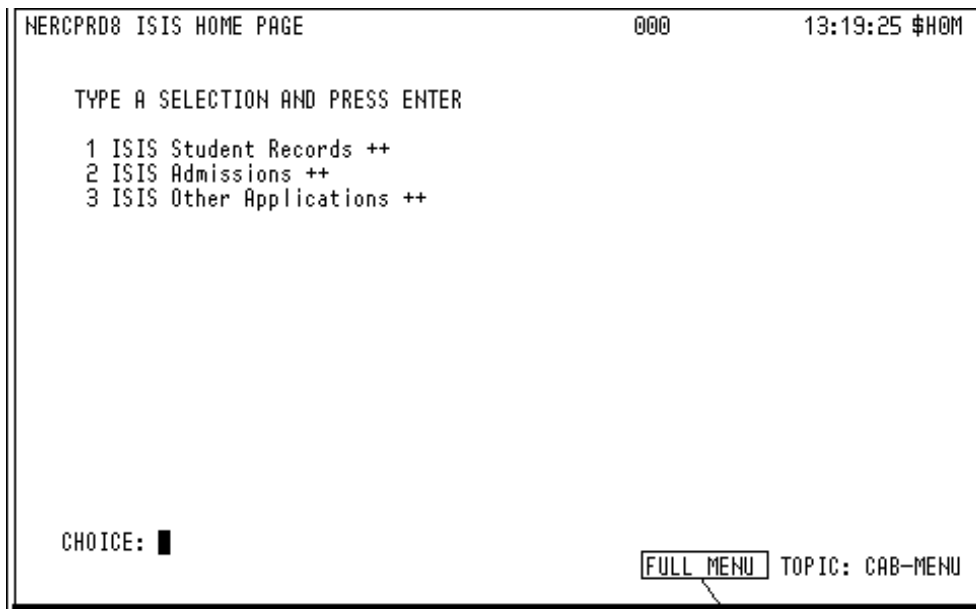 NERCPRD8 ISIS HOME PAGE 000 13:19:25 $H0M
TYPE A SELECTION AND PRESS ENTER
1 ISIS Student Records ++
2 ISIS Admissions ++
3 ISIS Other Applications ++
CHOICE:
FULL MENU TOPIC: CAB-MENU